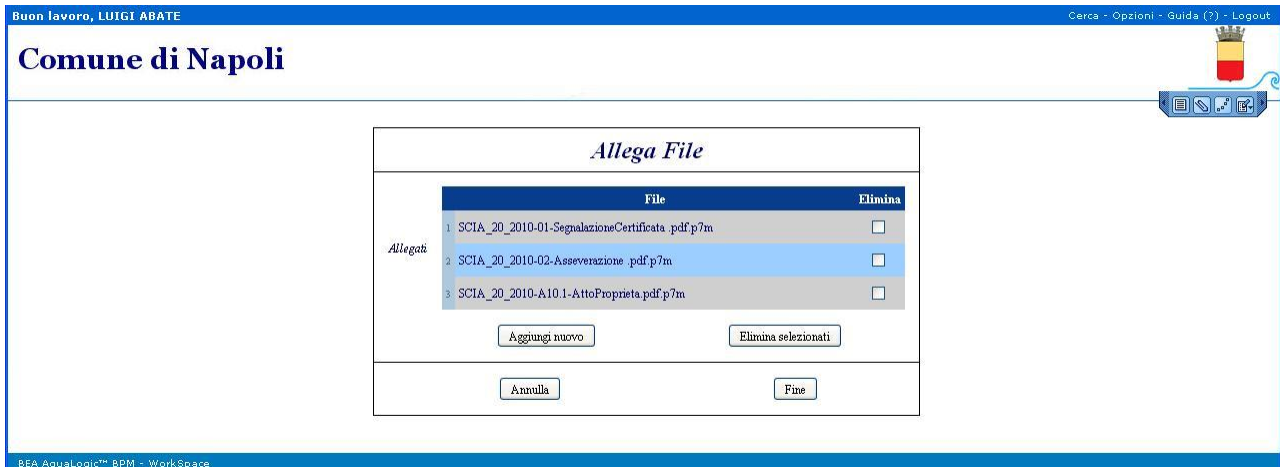 Buon lavoro, LUIGI ABATE
Cerca - Opzioni - Guida (?) - Logout
Comune di Napoli
Allega File
File Elimina
Allegati
1 SCIA_20_2010-01-SegnalazioneCertificata .pdf.p7m
2 SCIA_20_2010-02-Asseverazione .pdf.p7m
3 SCIA_20_2010-A10.1-AttoProprieta.pdf.p7m
Aggiungi nuovo Elimina selezionati
Annulla Fine
BEA AquaLogic™ BPM - WorkSpace